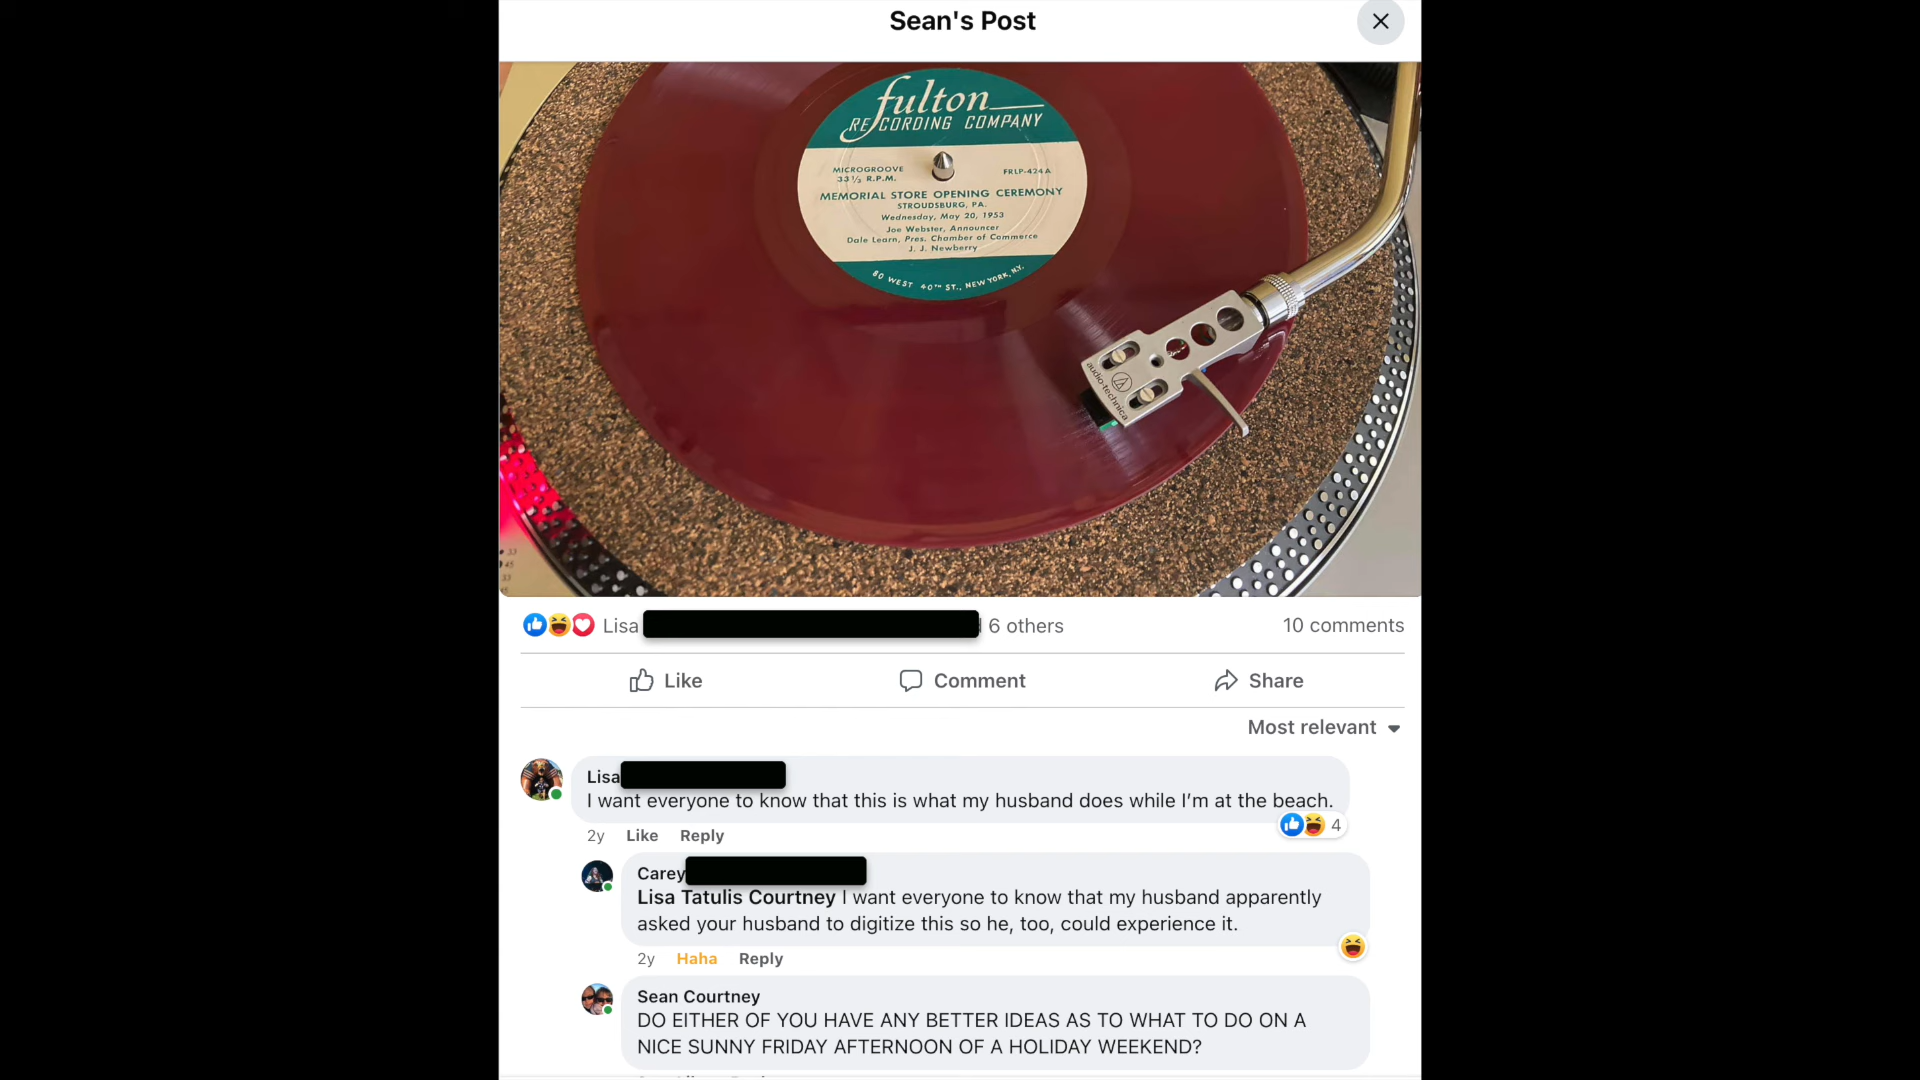 Sean's Post
fulton
RECORDING COMPANY
MICROGROOVE
33 1/3 R.P.M.
FRLP-424A
MEMORIAL STORE OPENING CEREMONY
STROUDSBURG, PA.
Wednesday, May 20, 1953
Joe Webster, Announcer
Dale Learn, Pres. Chamber of Commerce
J. J. Newberry
80 WEST 40TH ST., NEW YORK, N.Y.
audio-technica
33
45
33
Lisa
6 others
10 comments
Like
Comment
Share
Most relevant
Lisa
I want everyone to know that this is what my husband does while I'm at the beach.
4
2y Like Reply
Carey
Lisa Tatulis Courtney I want everyone to know that my husband apparently
asked your husband to digitize this so he, too, could experience it.
2y Haha Reply
Sean Courtney
DO EITHER OF YOU HAVE ANY BETTER IDEAS AS TO WHAT TO DO ON A
NICE SUNNY FRIDAY AFTERNOON OF A HOLIDAY WEEKEND?